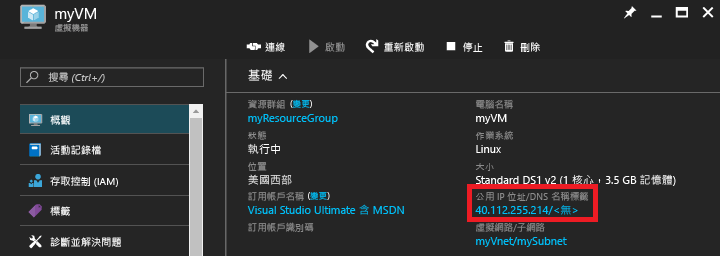 myVM
虛擬機器
連線
啟動
重新啟動
停止
刪除
搜尋 (Ctrl+/)
概觀
活動記錄檔
存取控制 (IAM)
標籤
診斷並解決問題
基礎
資源群組 (變更)
myResourceGroup
狀態
執行中
位置
美國西部
訂用帳戶名稱 (變更)
Visual Studio Ultimate 含 MSDN
訂用帳戶識別碼
電腦名稱
myVM
作業系統
Linux
大小
Standard DS1 v2 (1 核心，3.5 GB 記憶體)
公用 IP 位址/DNS 名稱標籤
40.112.255.214/<無>
虛擬網路/子網路
myVnet/mySubnet